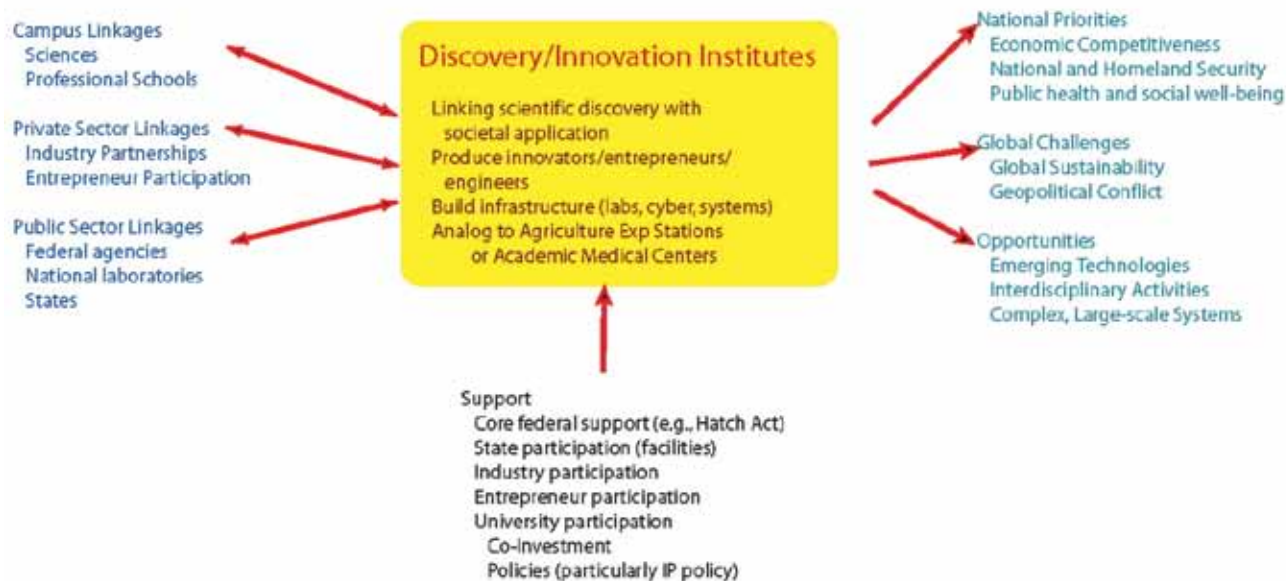 Campus Linkages
Sciences
Professional Schools
Private Sector Linkages
Industry Partnerships
Entrepreneur Participation
Public Sector Linkages
Federal agencies
National laboratories
States
Discovery/Innovation Institutes
Linking scientific discovery with
societal application
Produce innovators/entrepreneurs/
engineers
Build infrastructure (labs, cyber, systems)
Analog to Agriculture Exp Stations
or Academic Medical Centers
National Priorities
Economic Competitiveness
National and Homeland Security
Public health and social well-being
Global Challenges
Global Sustainability
Geopolitical Conflict
Opportunities
Emerging Technologies
Interdisciplinary Activities
Complex, Large-scale Systems
Support
Core federal support (e.g., Hatch Act)
State participation (facilities)
Industry participation
Entrepreneur participation
University participation
Co-Investment
Policies (particularly IP policy)